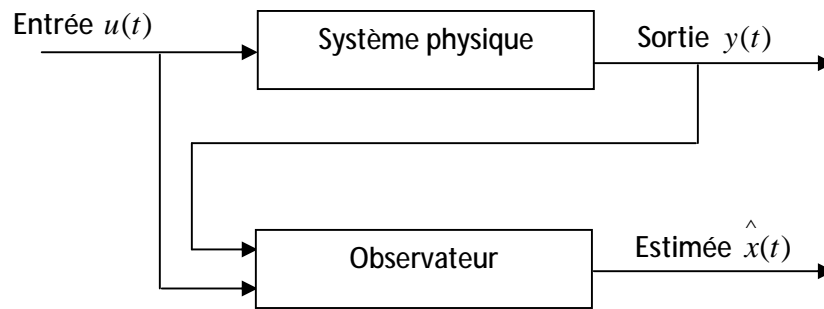 Entrée u(t)
Système physique
Sortie y(t)
Observateur
Estimée x̂(t)